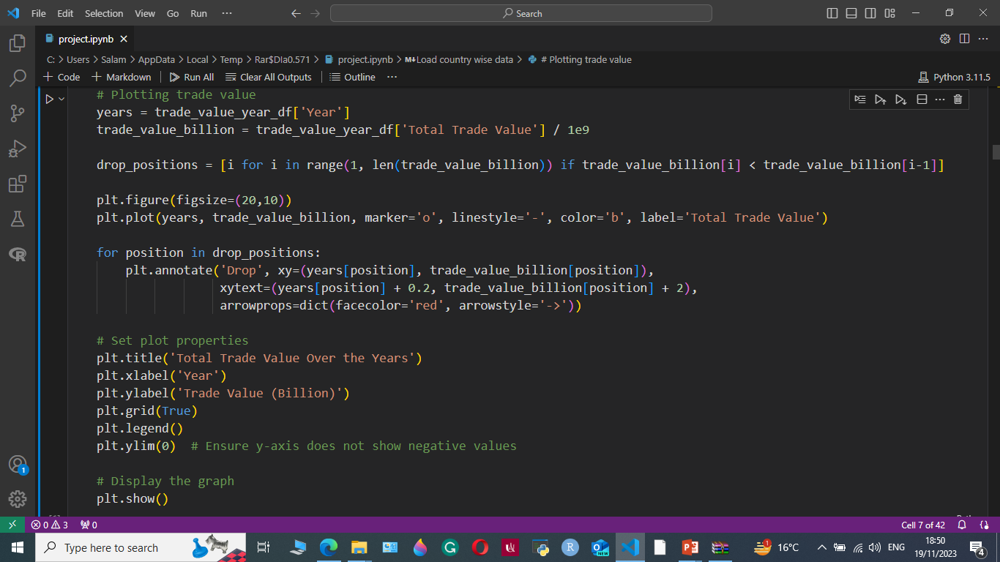 File Edit Selection View Go Run ··· Search
project.ipynb
C: > Users > Salam > AppData > Local > Temp > Rar$DIa0.571 > project.ipynb > M↓Load country wise data > # Plotting trade value
+ Code + Markdown Run All Clear All Outputs Outline ··· Python 3.11.5
# Plotting trade value
years = trade_value_year_df['Year']
trade_value_billion = trade_value_year_df['Total Trade Value'] / 1e9
drop_positions = [i for i in range(1, len(trade_value_billion)) if trade_value_billion[i] < trade_value_billion[i-1]]
plt.figure(figsize=(20,10))
plt.plot(years, trade_value_billion, marker='o', linestyle='-', color='b', label='Total Trade Value')
for position in drop_positions:
    plt.annotate('Drop', xy=(years[position], trade_value_billion[position]),
                 xytext=(years[position] + 0.2, trade_value_billion[position] + 2),
                 arrowprops=dict(facecolor='red', arrowstyle='->'))
# Set plot properties
plt.title('Total Trade Value Over the Years')
plt.xlabel('Year')
plt.ylabel('Trade Value (Billion)')
plt.grid(True)
plt.legend()
plt.ylim(0)  # Ensure y-axis does not show negative values
# Display the graph
plt.show()
1
0 3 0 Cell 7 of 42
Type here to search 1 16°C ENG 18:50
19/11/2023 4